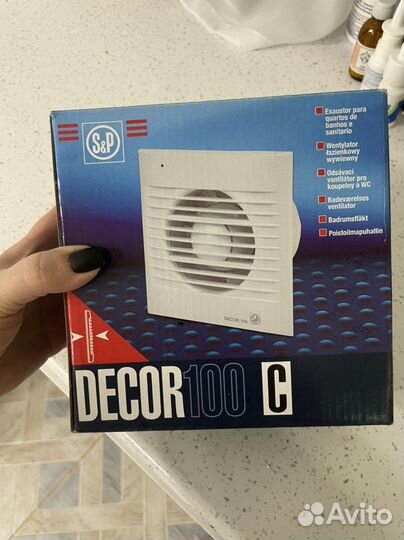 S&P
Exaustor para
quartos de
banhos e
sanitario
Wentylator
łazienkowy
wywiewny
Odsávací
ventilátor pro
koupelny a WC
Badeværelses
ventilator
Badrumsfläkt
Poistoilmapuhallin
DECOR 100
DECOR100 C
Avito